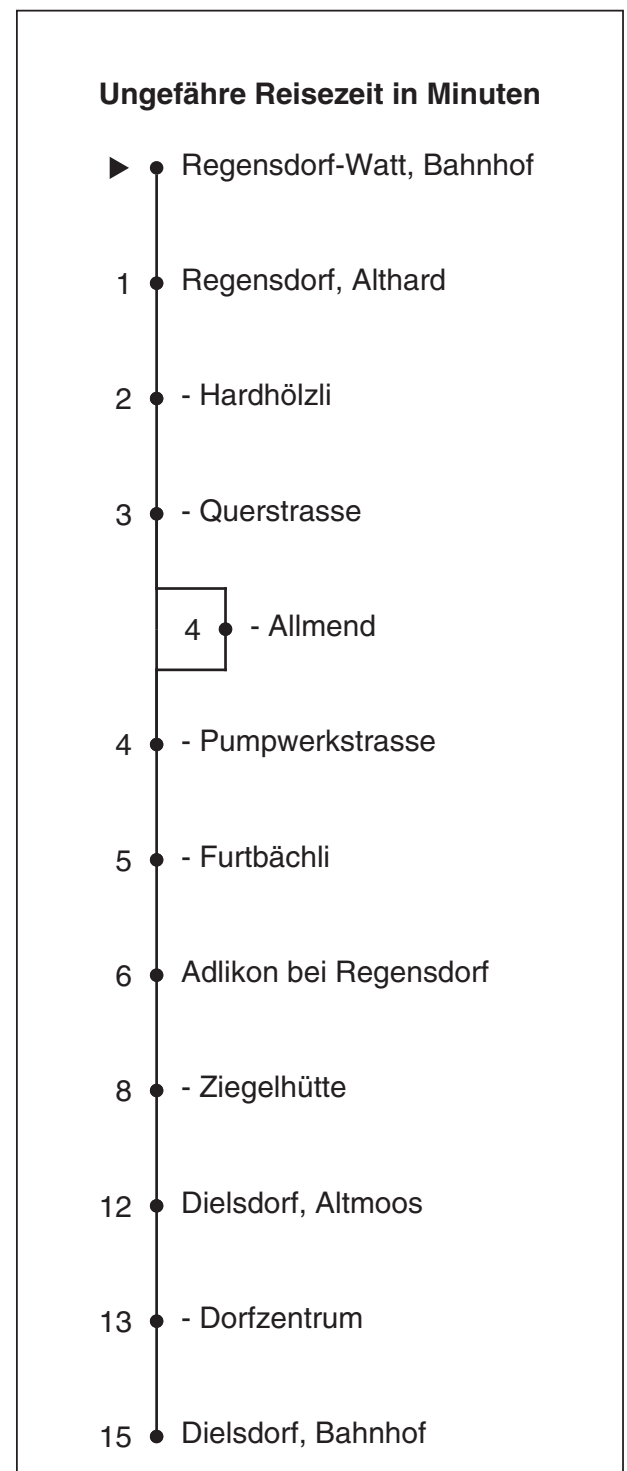 Ungefähre Reisezeit in Minuten
Regensdorf-Watt, Bahnhof
1 Regensdorf, Althard
2 - Hardhölzli
3 - Querstrasse
4 - Allmend
4 - Pumpwerkstrasse
5 - Furtbächli
6 Adlikon bei Regensdorf
8 - Ziegelhütte
12 Dielsdorf, Altmoos
13 - Dorfzentrum
15 Dielsdorf, Bahnhof